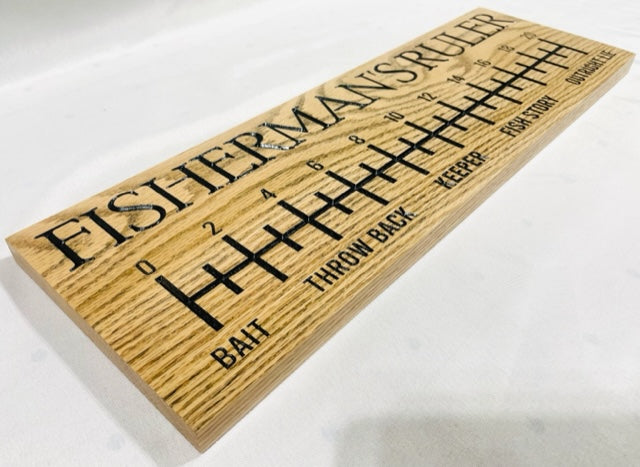 FISHERMAN'S RULER
0 2 4 6 8 10 12 14 16 18 20
BAIT THROW BACK KEEPER FISH STORY OUTRIGHT LIE